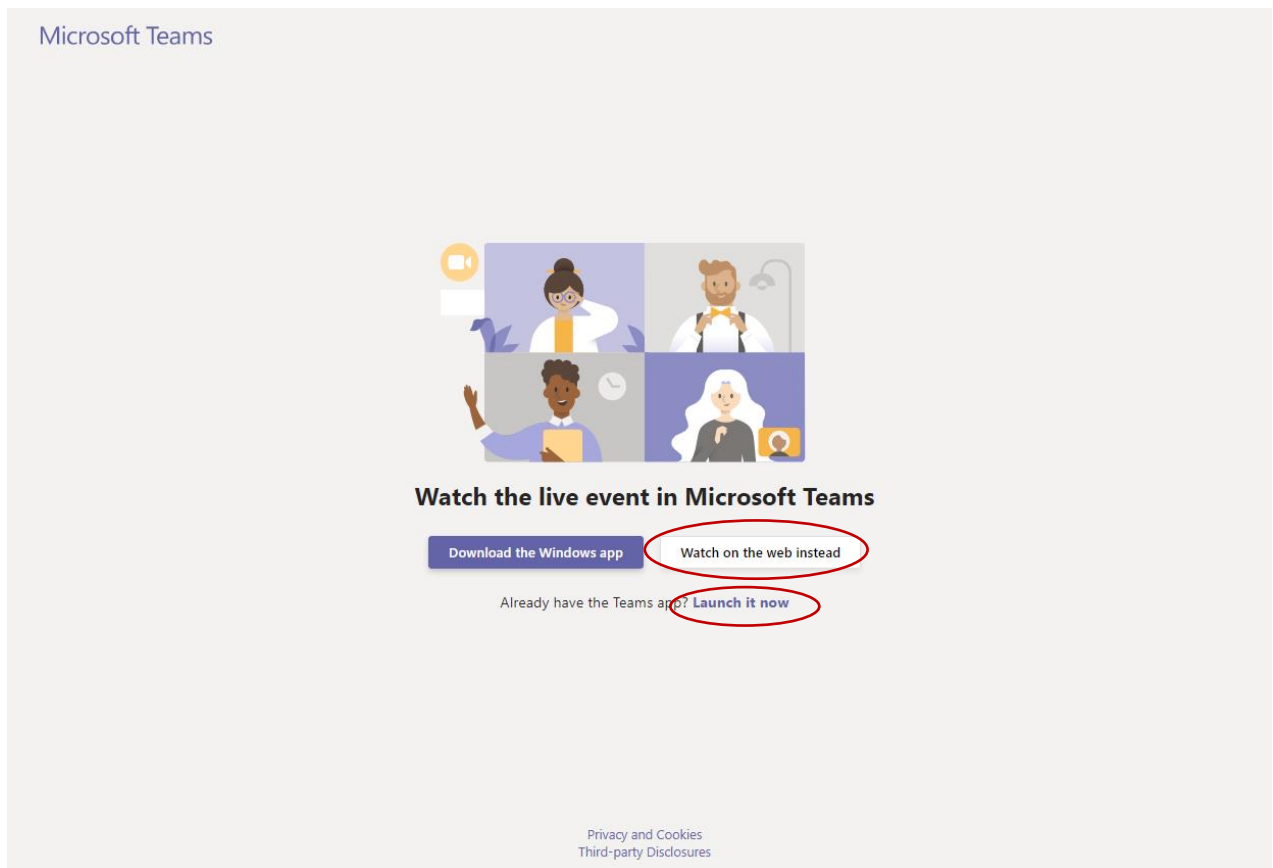 Microsoft Teams
Watch the live event in Microsoft Teams
Download the Windows app
Watch on the web instead
Already have the Teams app? Launch it now
Privacy and Cookies
Third-party Disclosures